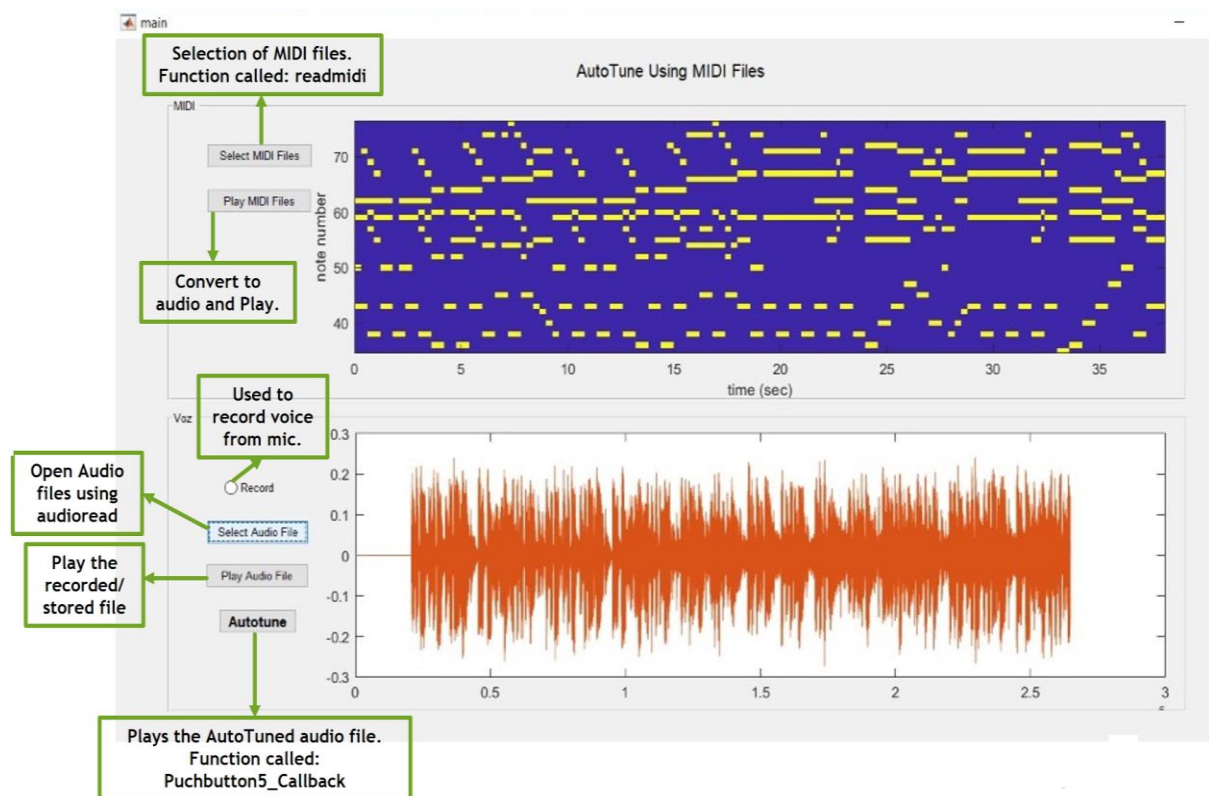 main
Selection of MIDI files.
Function called: readmidi
AutoTune Using MIDI Files
MIDI
Select MIDI Files
Play MIDI Files
Convert to
audio and Play.
note number
70
60
50
40
0
5
10
15
20
25
30
35
time (sec)
Voz
Used to
record voice
from mic.
Record
Open Audio
files using
audioread
Select Audio File
Play the
recorded/
stored file
Play Audio File
Autotune
0.3
0.2
0.1
0
-0.1
-0.2
-0.3
0
0.5
1
1.5
2
2.5
3
Plays the AutoTuned audio file.
Function called:
Puchbutton5_Callback